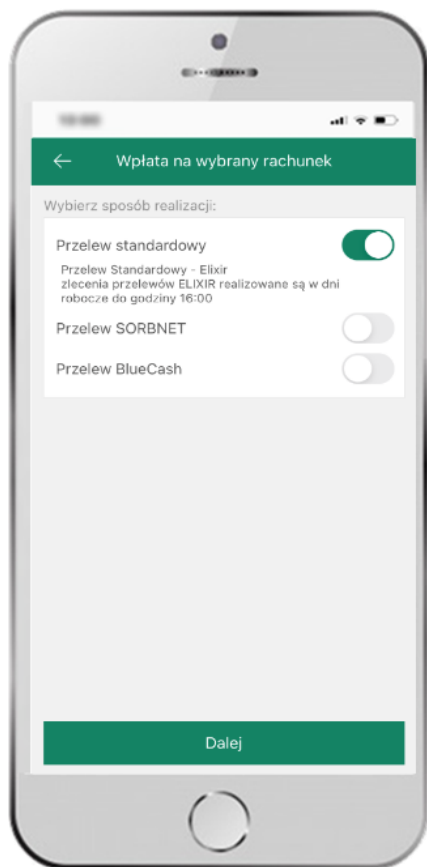 Wpłata na wybrany rachunek
Wybierz sposób realizacji:
Przelew standardowy
Przelew Standardowy - Elixir
zlecenia przelewów ELIXIR realizowane są w dni
robocze do godziny 16:00
Przelew SORBNET
Przelew BlueCash
Dalej